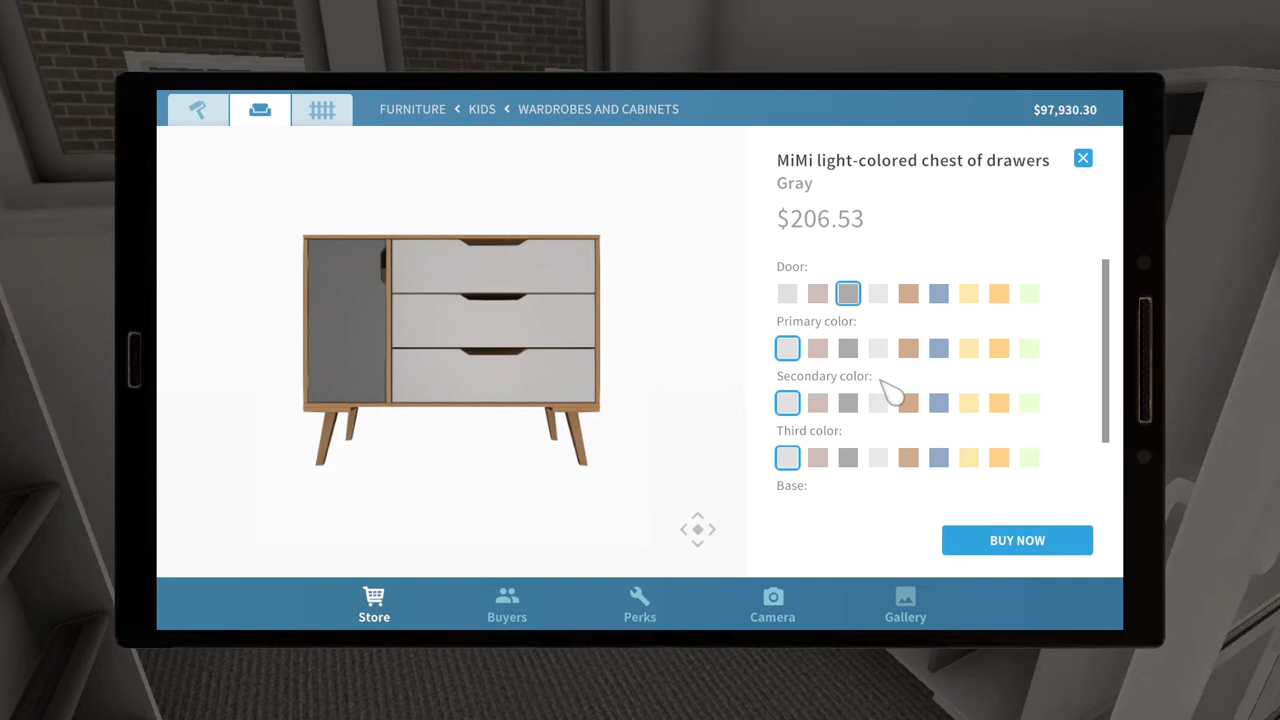 FURNITURE < KIDS < WARDROBES AND CABINETS
$97,930.30
MiMi light-colored chest of drawers
Gray
$206.53
Door:
Primary color:
Secondary color:
Third color:
Base:
BUY NOW
Store
Buyers
Perks
Camera
Gallery